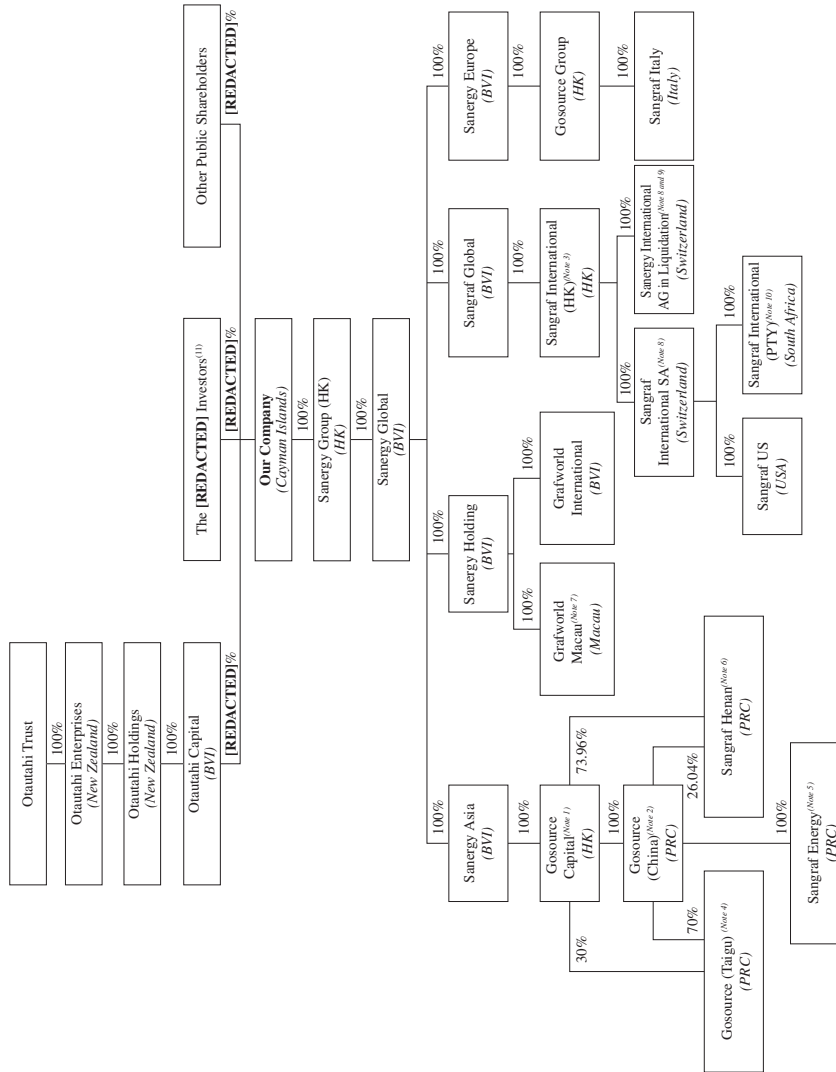 Otautahi Trust
100%
Otautahi Enterprises
(New Zealand)
100%
Otautahi Holdings
(New Zealand)
100%
Otautahi Capital
(BVI)
The [REDACTED] Investors(11)
Other Public Shareholders
[REDACTED]%
[REDACTED]%
[REDACTED]%
Our Company
(Cayman Islands)
100%
Sanergy Group (HK)
(HK)
100%
Sanergy Global
(BVI)
100%
100%
100%
100%
Sanergy Asia
(BVI)
Sanergy Holding
(BVI)
Sangraf Global
(BVI)
Sanergy Europe
(BVI)
100%
100%
100%
100%
100%
Gosource
Capital(Note 1)
(HK)
Grafworld
Macau(Note 7)
(Macau)
Grafworld
International
(BVI)
Sangraf International
(HK)(Note 3)
(HK)
Gosource Group
(HK)
30%
100%
73.96%
100%
100%
100%
Gosource
(China)(Note 2)
(PRC)
Sangraf
International SA(Note 8)
(Switzerland)
Sanergy International
AG in Liquidation(Note 8 and 9)
(Switzerland)
Sangraf Italy
(Italy)
70%
26.04%
100%
100%
Gosource (Taigu) (Note 4)
(PRC)
Sangraf Henan(Note 6)
(PRC)
Sangraf US
(USA)
Sangraf International
(PTY)(Note 10)
(South Africa)
100%
Sangraf Energy(Note 5)
(PRC)